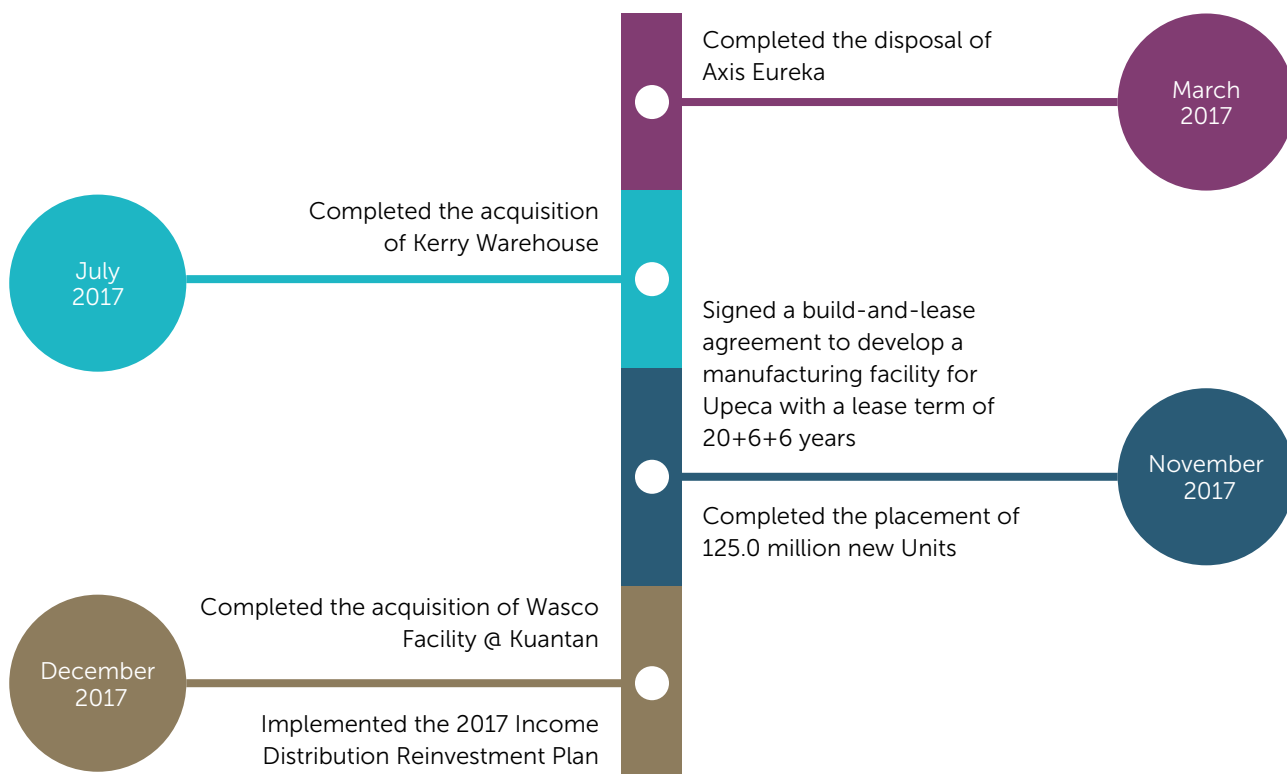 Completed the disposal of
Axis Eureka
March
2017
Completed the acquisition
of Kerry Warehouse
July
2017
Signed a build-and-lease
agreement to develop a
manufacturing facility for
Upeca with a lease term of
20+6+6 years
November
2017
Completed the placement of
125.0 million new Units
Completed the acquisition of Wasco
Facility @ Kuantan
December
2017
Implemented the 2017 Income
Distribution Reinvestment Plan